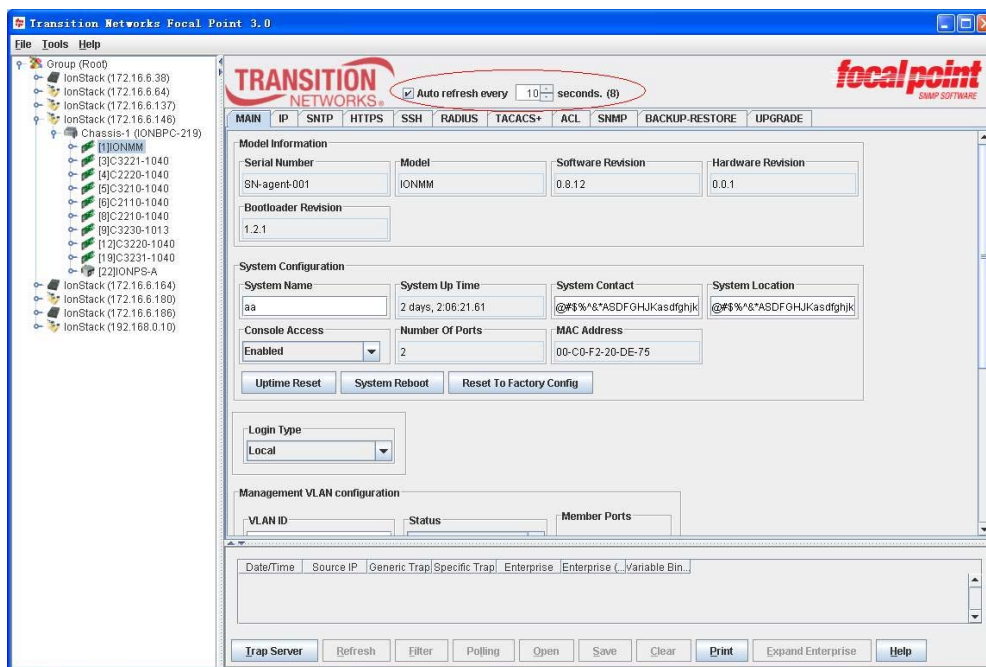 Transition Networks Focal Point 3.0
File Tools Help
Group (Root)
IonStack (172.16.6.38)
IonStack (172.16.6.64)
IonStack (172.16.6.137)
IonStack (172.16.6.146)
Chassis-1 (IONBPC-219)
[1]IONMM
[3]C3221-1040
[4]C2220-1040
[5]C3210-1040
[6]C2110-1040
[8]C2210-1040
[9]C3230-1013
[12]C3220-1040
[19]C3231-1040
[22]IONPS-A
IonStack (172.16.6.164)
IonStack (172.16.6.180)
IonStack (172.16.6.186)
IonStack (192.168.0.10)
TRANSITION
NETWORKS®
Auto refresh every 10 seconds. (8)
focalpoint
SNMP SOFTWARE
MAIN IP SNTP HTTPS SSH RADIUS TACACS+ ACL SNMP BACKUP-RESTORE UPGRADE
Model Information
Serial Number Model Software Revision Hardware Revision
SN-agent-001 IONMM 0.8.12 0.0.1
Bootloader Revision
1.2.1
System Configuration
System Name System Up Time System Contact System Location
aa 2 days, 2:06:21.61 @#$%^&*ASDFGHJKasdfghjk @#$%^&*ASDFGHJKasdfghjk
Console Access Number Of Ports MAC Address
Enabled 2 00-C0-F2-20-DE-75
Uptime Reset System Reboot Reset To Factory Config
Login Type
Local
Management VLAN configuration
VLAN ID Status Member Ports
Date/Time Source IP Generic Trap Specific Trap Enterprise Enterprise (... Variable Bin...
Trap Server Refresh Filter Polling Open Save Clear Print Expand Enterprise Help